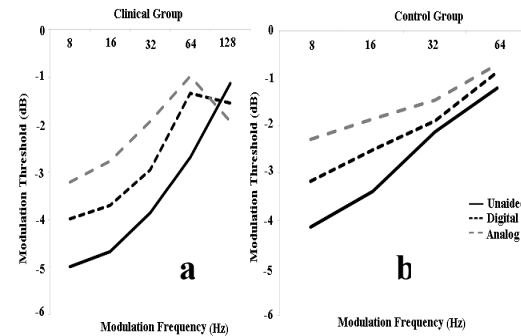 Clinical Group
0
8 16 32 64 128
-1
-2
-3
-4
-5
-6
Modulation Threshold (dB)
a
Modulation Frequency (Hz)
Control Group
0
8 16 32 64
-1
-2
-3
-4
-5
-6
Modulation Threshold (dB)
Unaided
Digital
Analog
b
Modulation Frequency (Hz)